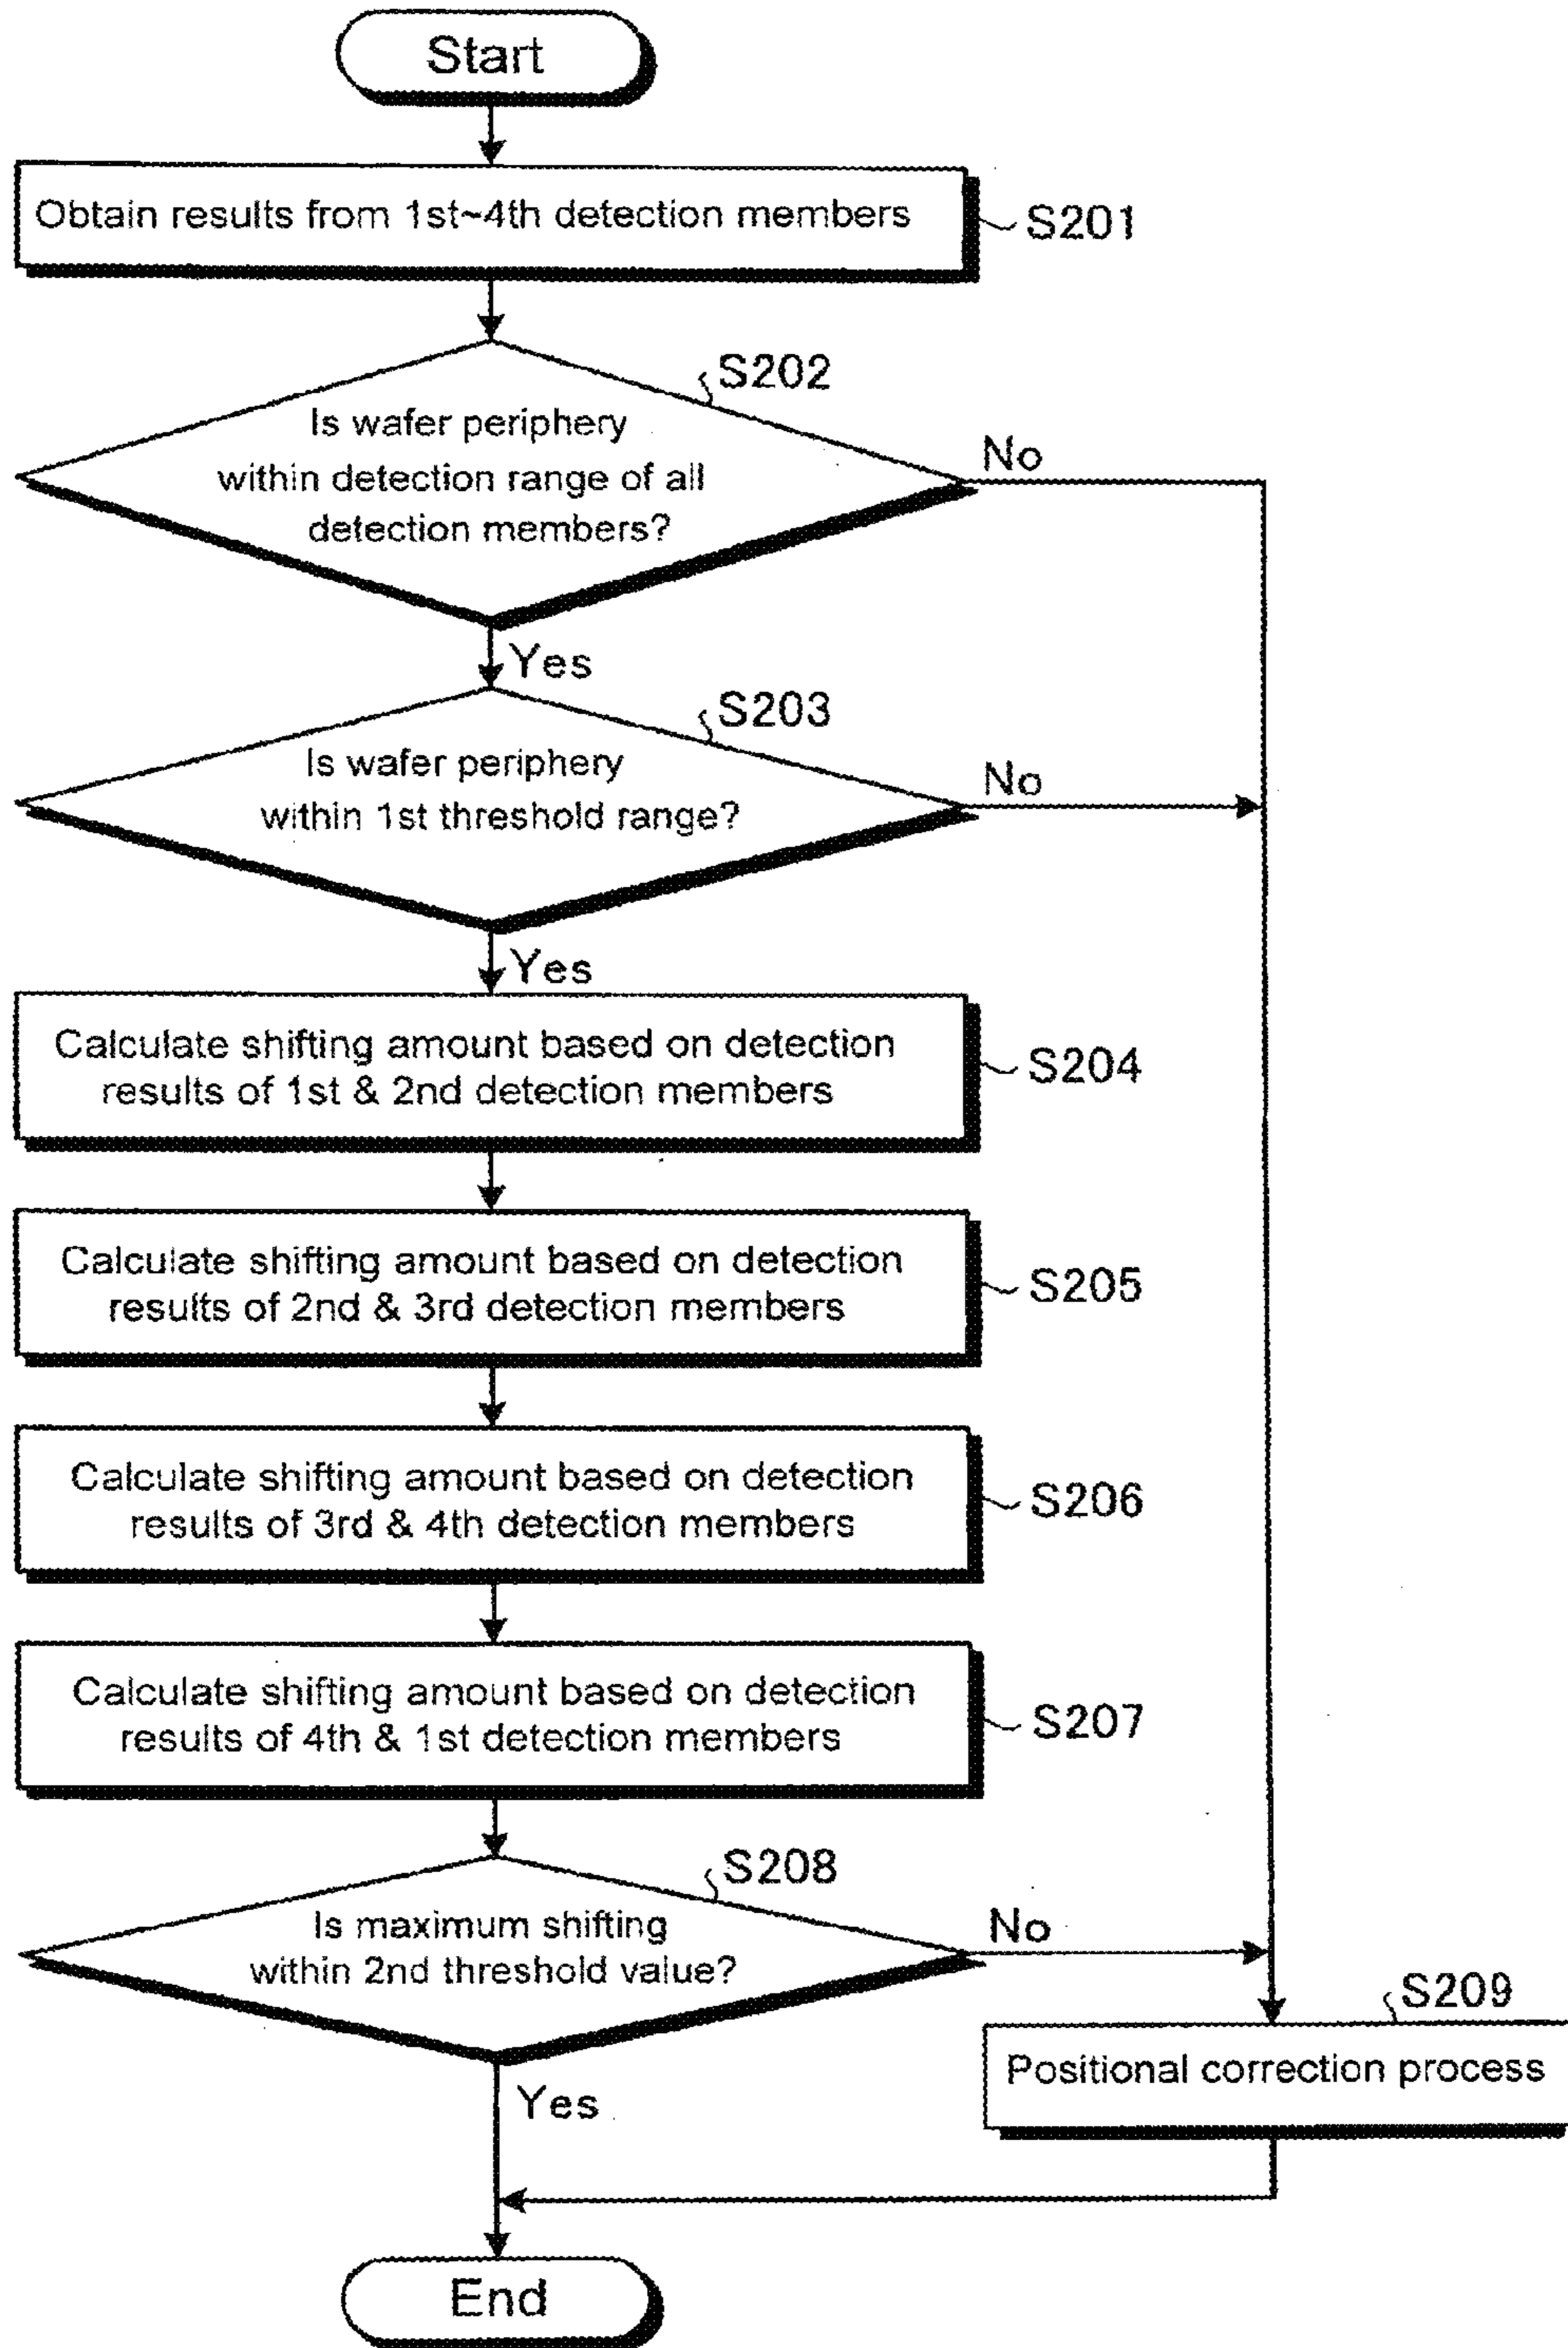 Start
Obtain results from 1st~4th detection members
S201
S202
Is wafer periphery
within detection range of all
detection members?
No
Yes
S203
Is wafer periphery
within 1st threshold range?
No
Yes
Calculate shifting amount based on detection
results of 1st & 2nd detection members
S204
Calculate shifting amount based on detection
results of 2nd & 3rd detection members
S205
Calculate shifting amount based on detection
results of 3rd & 4th detection members
S206
Calculate shifting amount based on detection
results of 4th & 1st detection members
S207
S208
Is maximum shifting
within 2nd threshold value?
No
Yes
S209
Positional correction process
End